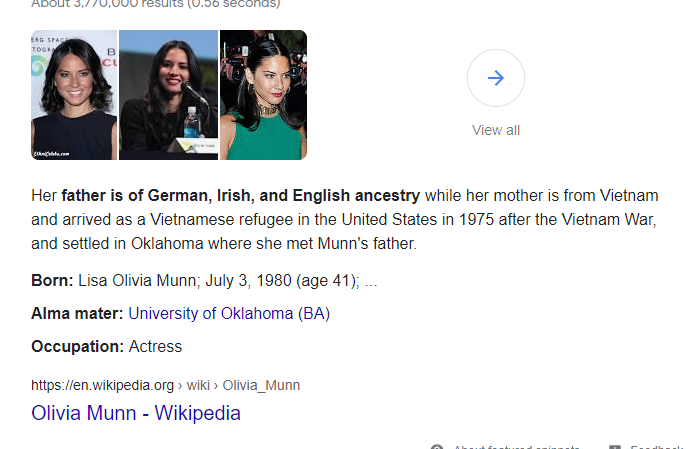 About 3,770,000 results (0.56 seconds)
ERG SPAC
TOGRA
B
CU
EthniCelebs.com
View all
Her father is of German, Irish, and English ancestry while her mother is from Vietnam
and arrived as a Vietnamese refugee in the United States in 1975 after the Vietnam War,
and settled in Oklahoma where she met Munn's father.
Born: Lisa Olivia Munn; July 3, 1980 (age 41); ...
Alma mater: University of Oklahoma (BA)
Occupation: Actress
https://en.wikipedia.org › wiki › Olivia_Munn
Olivia Munn - Wikipedia
About featured snippets
Feedback